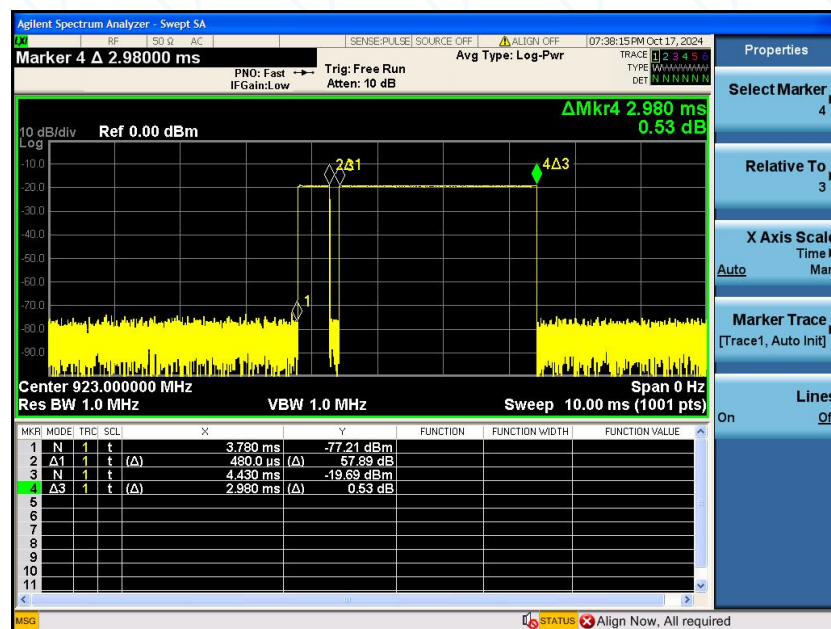 Agilent Spectrum Analyzer - Swept SA
LXI RF 50 Ω AC SENSE:PULSE SOURCE OFF ⚠ALIGN OFF 07:38:15 PM Oct 17, 2024
Marker 4 Δ 2.98000 ms
PNO: Fast
IFGain:Low
Trig: Free Run
Atten: 10 dB
Avg Type: Log-Pwr
TRACE 1 2 3 4 5 6
TYPE WWWWWW
DET N N N N N N
ΔMkr4 2.980 ms
0.53 dB
10 dB/div Ref 0.00 dBm
Log
-10.0
-20.0
-30.0
-40.0
-50.0
-60.0
-70.0
-80.0
-90.0
4Δ3
1
Center 923.000000 MHz Span 0 Hz
Res BW 1.0 MHz VBW 1.0 MHz Sweep 10.00 ms (1001 pts)
MKR MODE TRC SCL X Y FUNCTION FUNCTION WIDTH FUNCTION VALUE
1 N 1 t 3.780 ms -77.21 dBm
2 Δ1 1 t (Δ) 480.0 µs (Δ) 57.89 dB
3 N 1 t 4.430 ms -19.69 dBm
4 Δ3 1 t (Δ) 2.980 ms (Δ) 0.53 dB
5
6
7
8
9
10
11
MSG STATUS Align Now, All required
Properties
Select Marker
4
Relative To
3
X Axis Scale
Time
Auto Man
Marker Trace
[Trace1, Auto Init]
Lines
On Off